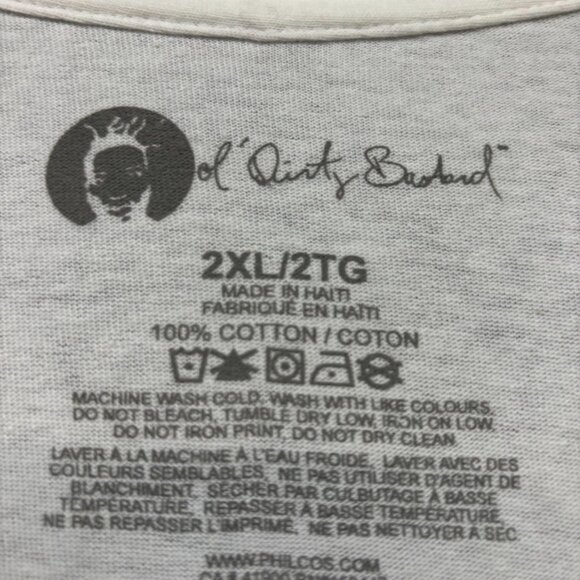 ol' "Dirty Bastard"
2XL/2TG
MADE IN HAITI
FABRIQUÉ EN HAÏTI
100% COTTON / COTON
MACHINE WASH COLD, WASH WITH LIKE COLOURS,
DO NOT BLEACH, TUMBLE DRY LOW, IRON ON LOW,
DO NOT IRON PRINT, DO NOT DRY CLEAN
LAVER À LA MACHINE À L'EAU FROIDE, LAVER AVEC DES
COULEURS SEMBLABLES, NE PAS UTILISER D'AGENT DE
BLANCHIMENT, SÉCHER PAR CULBUTAGE À BASSE
TEMPÉRATURE, REPASSER À BASSE TEMPÉRATURE,
NE PAS REPASSER L'IMPRIMÉ, NE PAS NETTOYER À SEC
WWW.PHILCOS.COM
CA #